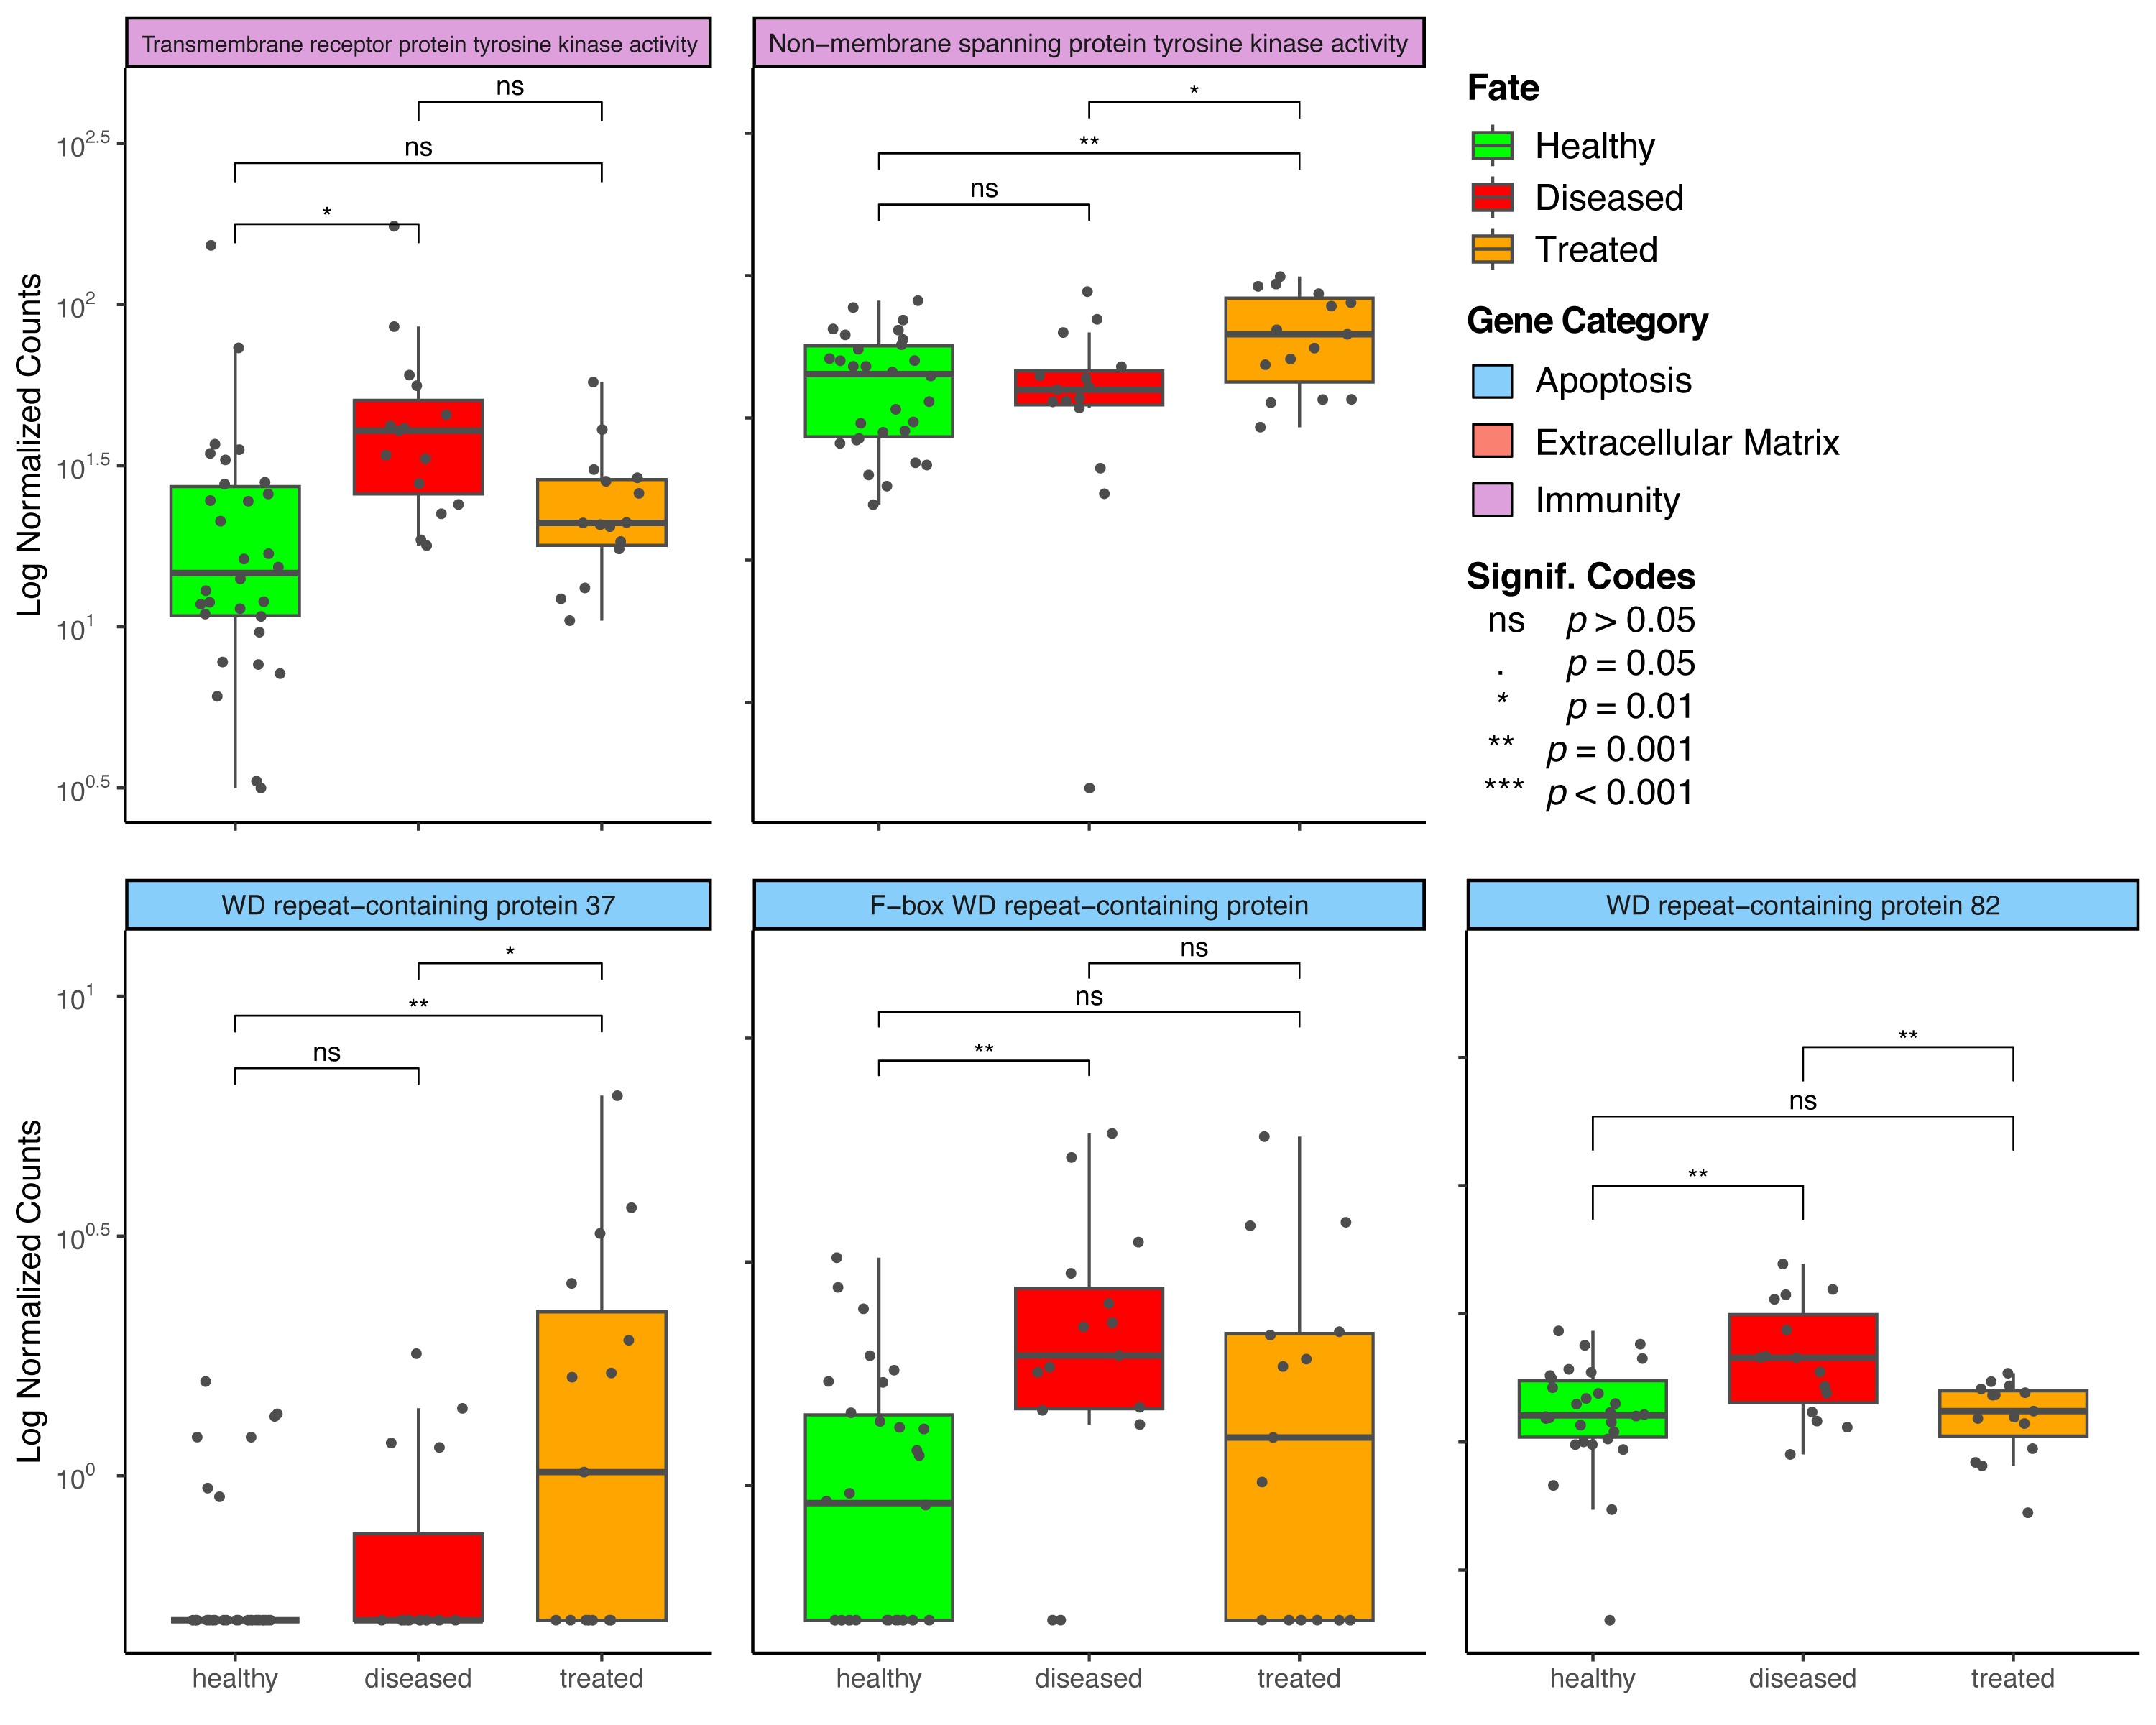 Transmembrane receptor protein tyrosine kinase activity
Non−membrane spanning protein tyrosine kinase activity
Log Normalized Counts
10^2.5
10^2
10^1.5
10^1
10^0.5
ns
ns
*
*
**
ns
Fate
Healthy
Diseased
Treated
Gene Category
Apoptosis
Extracellular Matrix
Immunity
Signif. Codes
ns p > 0.05
. p = 0.05
* p = 0.01
** p = 0.001
*** p < 0.001
WD repeat−containing protein 37
F−box WD repeat−containing protein
WD repeat−containing protein 82
Log Normalized Counts
10^1
10^0.5
10^0
*
**
ns
ns
ns
**
**
ns
**
healthy diseased treated
healthy diseased treated
healthy diseased treated